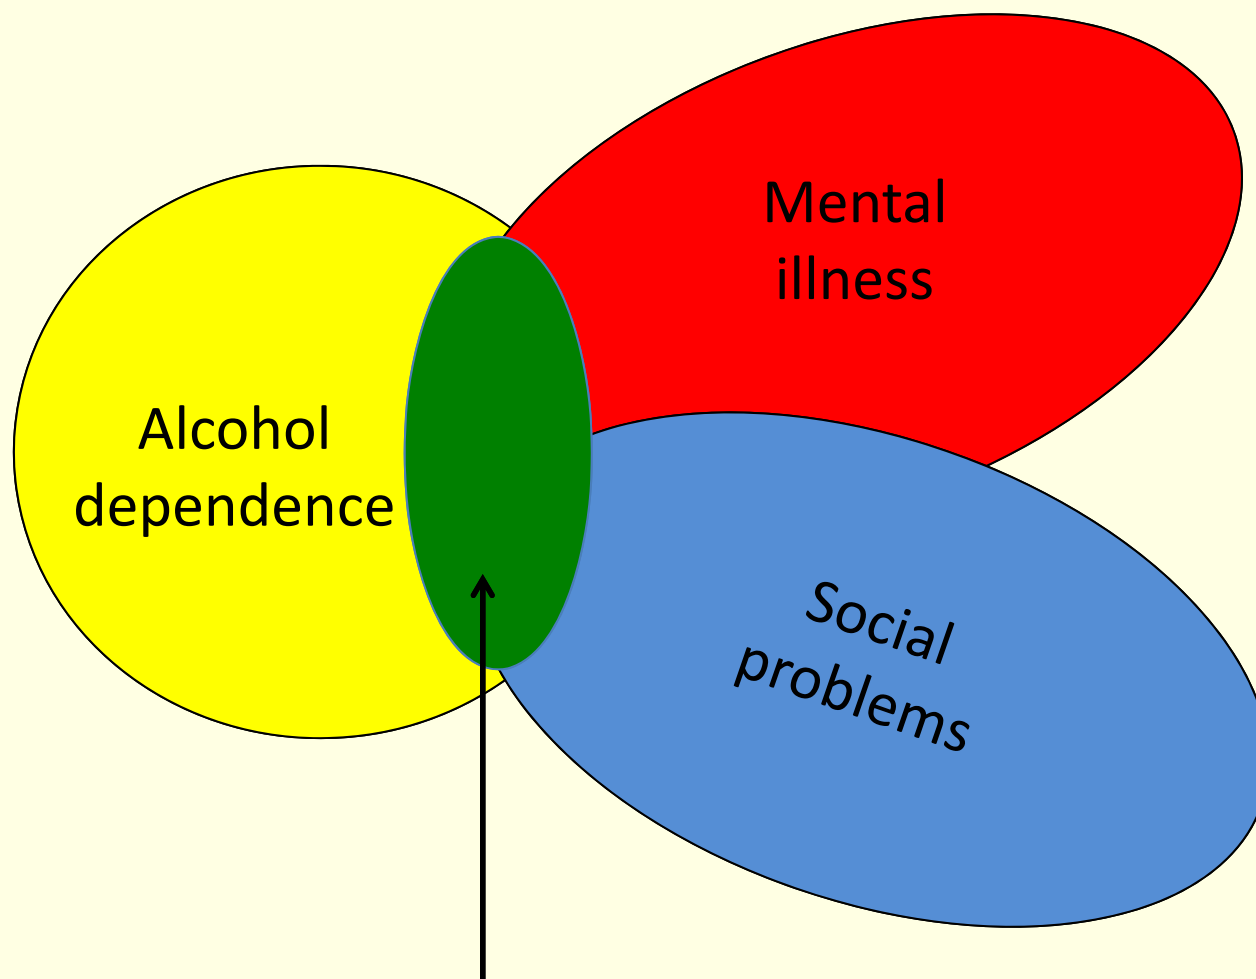 Mental
illness
Alcohol
dependence
Social
problems